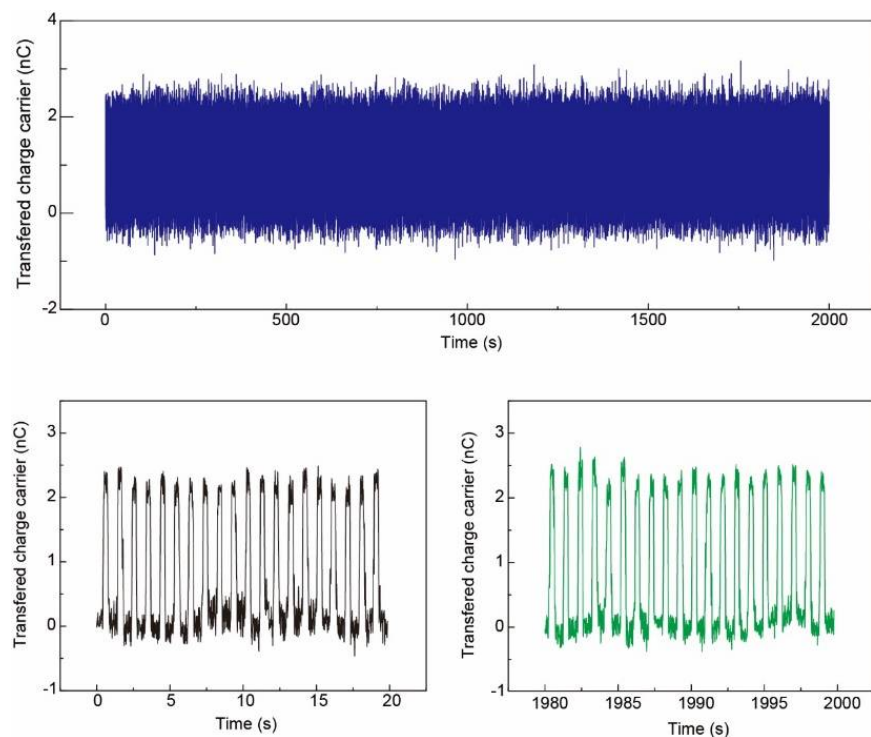 Transfered charge carrier (nC)
4
2
0
-2
0 500 1000 1500 2000
Time (s)
Transfered charge carrier (nC)
3
2
1
0
-1
0 5 10 15 20
Time (s)
Transfered charge carrier (nC)
3
2
1
0
-1
1980 1985 1990 1995 2000
Time (s)